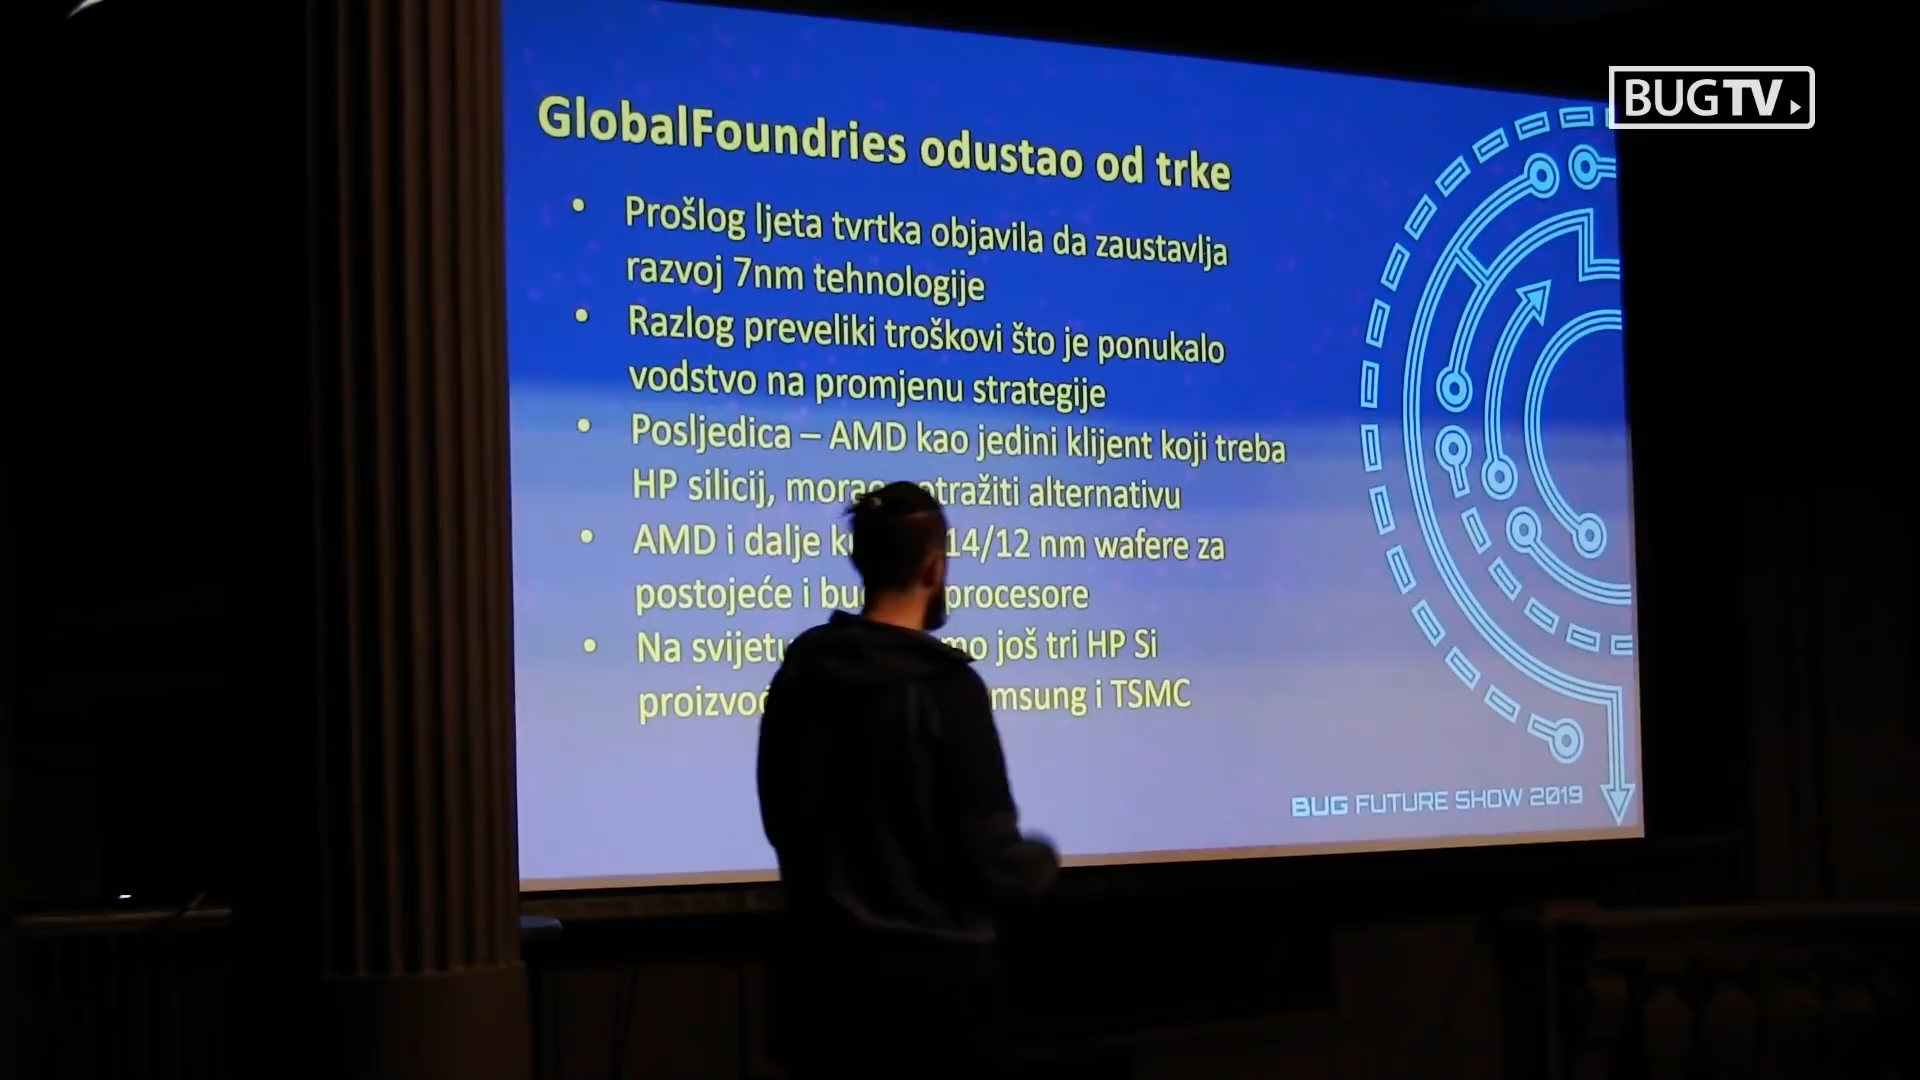 BUGTV
GlobalFoundries odustao od trke
• Prošlog ljeta tvrtka objavila da zaustavlja
razvoj 7nm tehnologije
• Razlog preveliki troškovi što je ponukalo
vodstvo na promjenu strategije
• Posljedica – AMD kao jedini klijent koji treba
HP silicij, alternativu
• AMD i dalje 14/12 nm wafere za
postojeće i procesore
• Na još tri HP Si
i TSMC
BUG FUTURE SHOW 2019